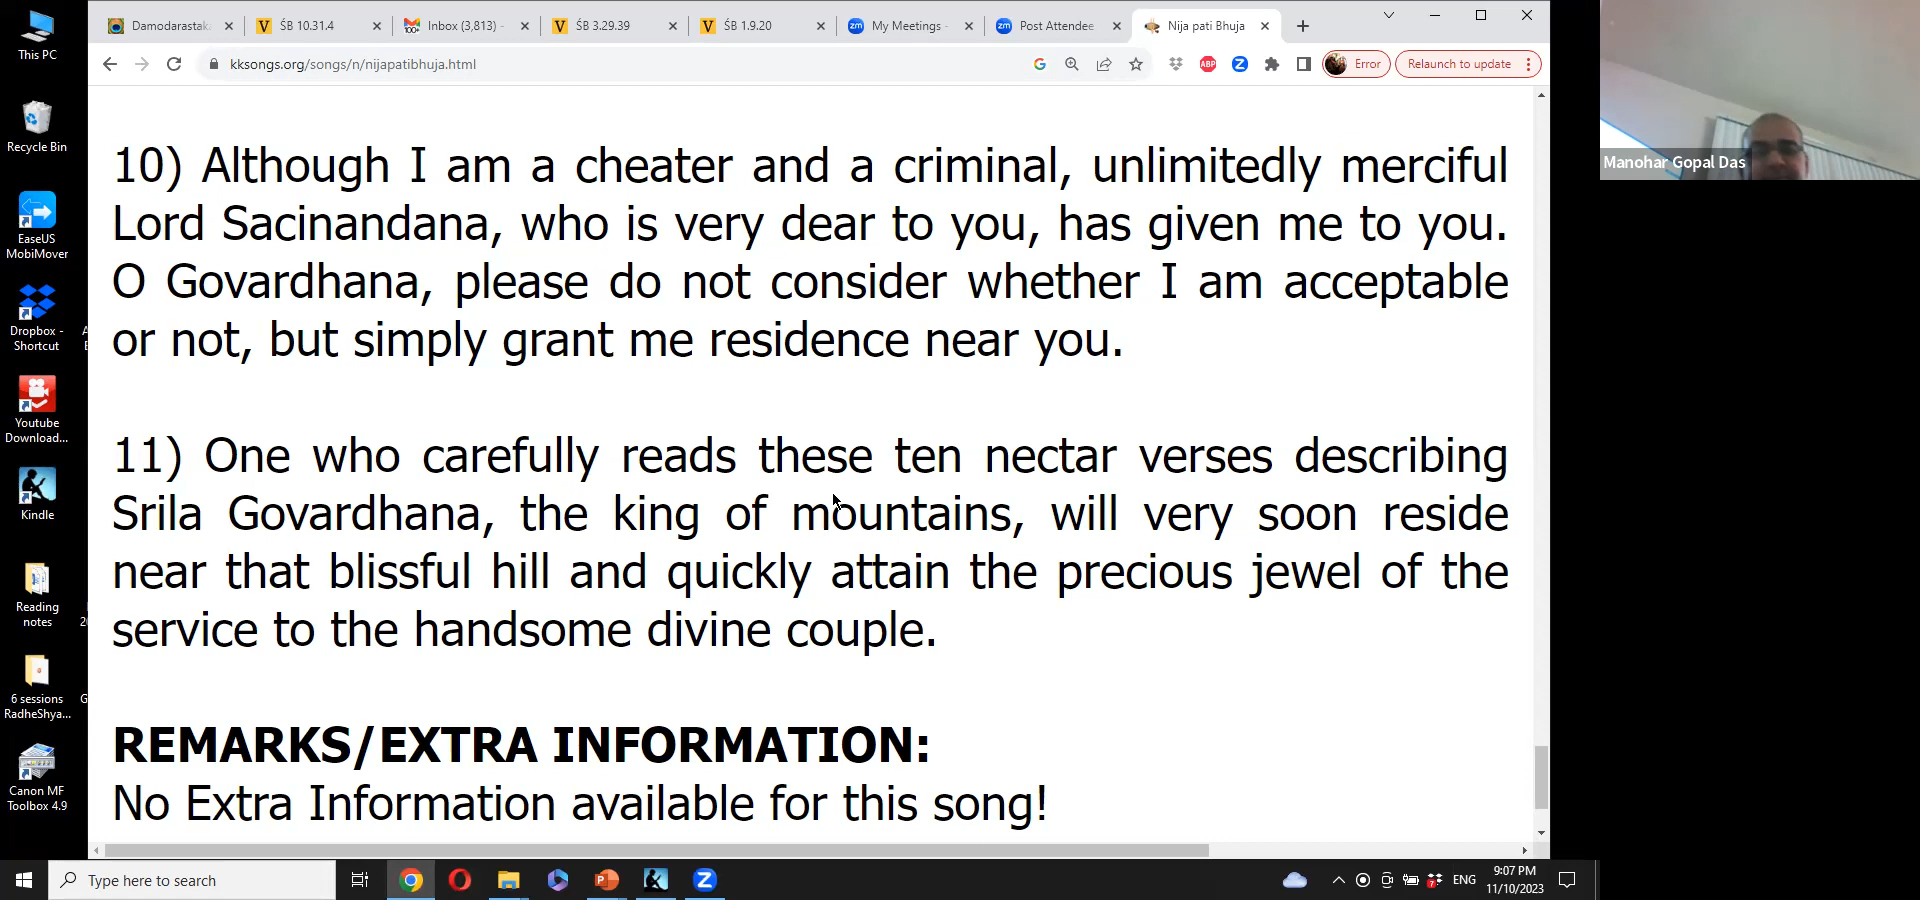 Damodarastak
ŚB 10.31.4
Inbox (3,813) -
ŚB 3.29.39
ŚB 1.9.20
My Meetings -
Post Attendee
Nija pati Bhuja
kksongs.org/songs/n/nijapatibhuja.html
ABP
Error
Relaunch to update
This PC
Recycle Bin
EaseUS
MobiMover
Dropbox -
Shortcut
Youtube
Download...
Kindle
Reading
notes
6 sessions
RadheShya...
Canon MF
Toolbox 4.9
10) Although I am a cheater and a criminal, unlimitedly merciful
Lord Sacinandana, who is very dear to you, has given me to you.
O Govardhana, please do not consider whether I am acceptable
or not, but simply grant me residence near you.
11) One who carefully reads these ten nectar verses describing
Srila Govardhana, the king of mountains, will very soon reside
near that blissful hill and quickly attain the precious jewel of the
service to the handsome divine couple.
REMARKS/EXTRA INFORMATION:
No Extra Information available for this song!
Manohar Gopal Das
Type here to search
ENG
9:07 PM
11/10/2023